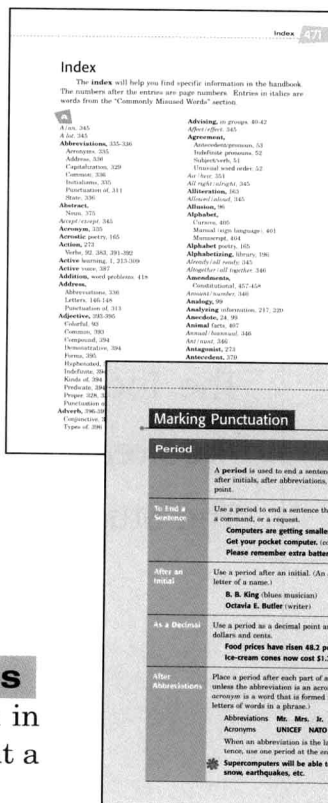 Index 471
Index
The index will help you find specific information in the handbook.
The numbers after the entries are page numbers. Entries in italics are
words from the "Commonly Misused Words" section.
A
A/an, 345
A lot, 345
Abbreviations, 335-336
Acronyms, 335
Address, 336
Capitalization, 329
Common, 336
Initialisms, 335
Punctuation of, 311
State, 336
Abstract,
Noun, 375
Accept/except, 345
Acronym, 335
Acrostic poetry, 165
Action, 273
Verbs, 92, 383, 391-392
Active learning, 1, 215-309
Active voice, 387
Addition, word problems, 418
Address,
Abbreviations, 336
Letters, 146-148
Punctuation of, 311
Adjective, 393-395
Colorful, 92
Common, 393
Compound, 394
Demonstrative, 394
Forms, 395
Hyphenated,
Indefinite, 394
Kinds of, 394
Predicate, 394
Proper 328,
Punctuation
Adverb, 396-397
Conjunctive,
Types of, 396
Advising, in groups, 40-42
Affect/effect, 345
Agreement,
Antecedent/pronoun, 53
Indefinite pronouns, 52
Subject/verb, 51
Unusual word order, 52
Air/heir, 351
All right/alright, 345
Alliteration, 163
Allowed/aloud, 345
Allusion, 96
Alphabet,
Cursive, 405
Manual (sign language), 401
Manuscript, 404
Alphabet poetry, 165
Alphabetizing, library, 196
Already/all ready, 345
Altogether/all together, 346
Amendments,
Constitutional, 457-458
Amount/number, 346
Analogy, 99
Analyzing information, 217, 220
Anecdote, 24, 99
Animal facts, 407
Annual/biannual, 346
Ant/aunt, 346
Antagonist, 273
Antecedent, 379
Marking Punctuation
Period
A period is used to end a
after initials, after abbreviations,
point.
To End a
Sentence
Use a period to end a sentence
a command, or a request.
Computers are getting
Get your pocket computer.
Please remember extra
After an
Initial
Use a period after an initial. (An
letter of a name.)
B. B. King (blues musician)
Octavia E. Butler (writer)
As a Decimal
Use a period as a decimal point
dollars and cents.
Food prices have risen 48.2
Ice-cream cones now cost
After
Abbreviations
Place a period after each part of
unless the abbreviation is an
acronym is a word that is formed
letters of words in a phrase.)
Abbreviations Mr. Mrs. Jr.
Acronyms UNICEF NATO
When an abbreviation is the
use one period at the
Supercomputers will be able
snow, earthquakes, etc.
s
in
t a